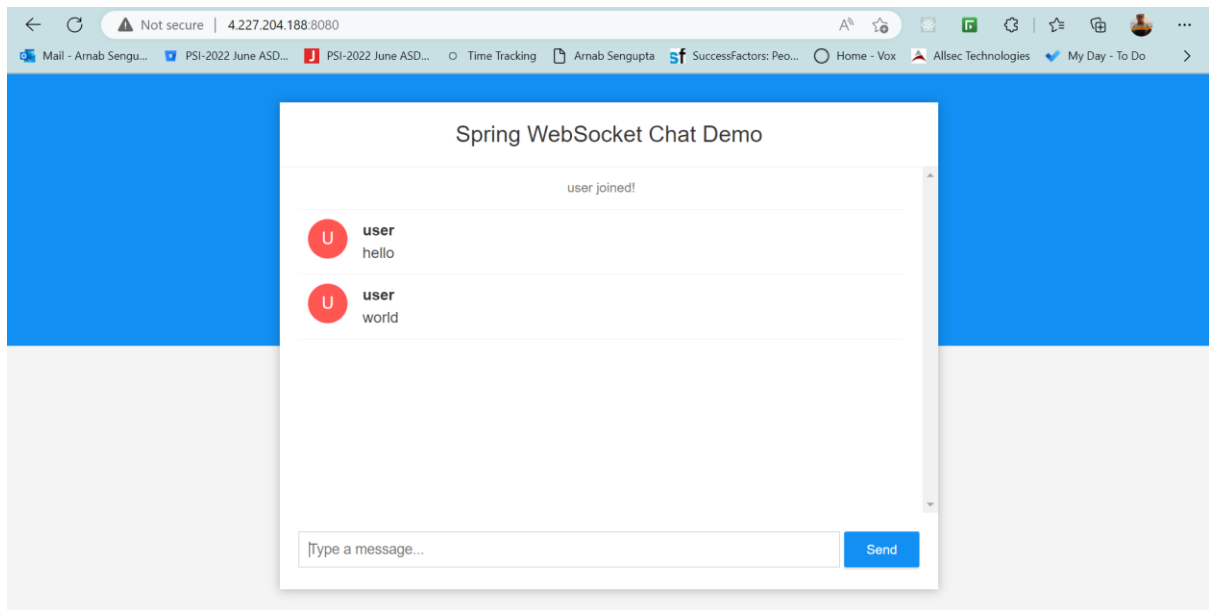 Not secure | 4.227.204.188:8080
Mail - Arnab Sengu... PSI-2022 June ASD... PSI-2022 June ASD... Time Tracking Arnab Sengupta SuccessFactors: Peo... Home - Vox Allsec Technologies My Day - To Do
Spring WebSocket Chat Demo
user joined!
U
user
hello
U
user
world
Type a message...
Send